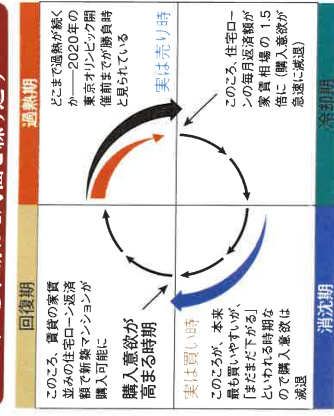 回復期
このころ、賃貸の家賃
並みの住宅ローン返済
額で新築マンションが
購入可能に
購入意欲が
高まる時期
過熱期
どこまで過熱が続く
か――2020年の
東京オリンピック開
催前までが勝負時
と見られている
実は売り時
実は買い時
このころが、本来
最も買いやすいが、
「まだまだ下がる」
といわれる時期な
ので購入意欲は
減退
消沈期
このころ、住宅ロー
ンの毎月返済額が
家賃相場の1.5
倍に（購入意欲が
急速に減退）
冷却期